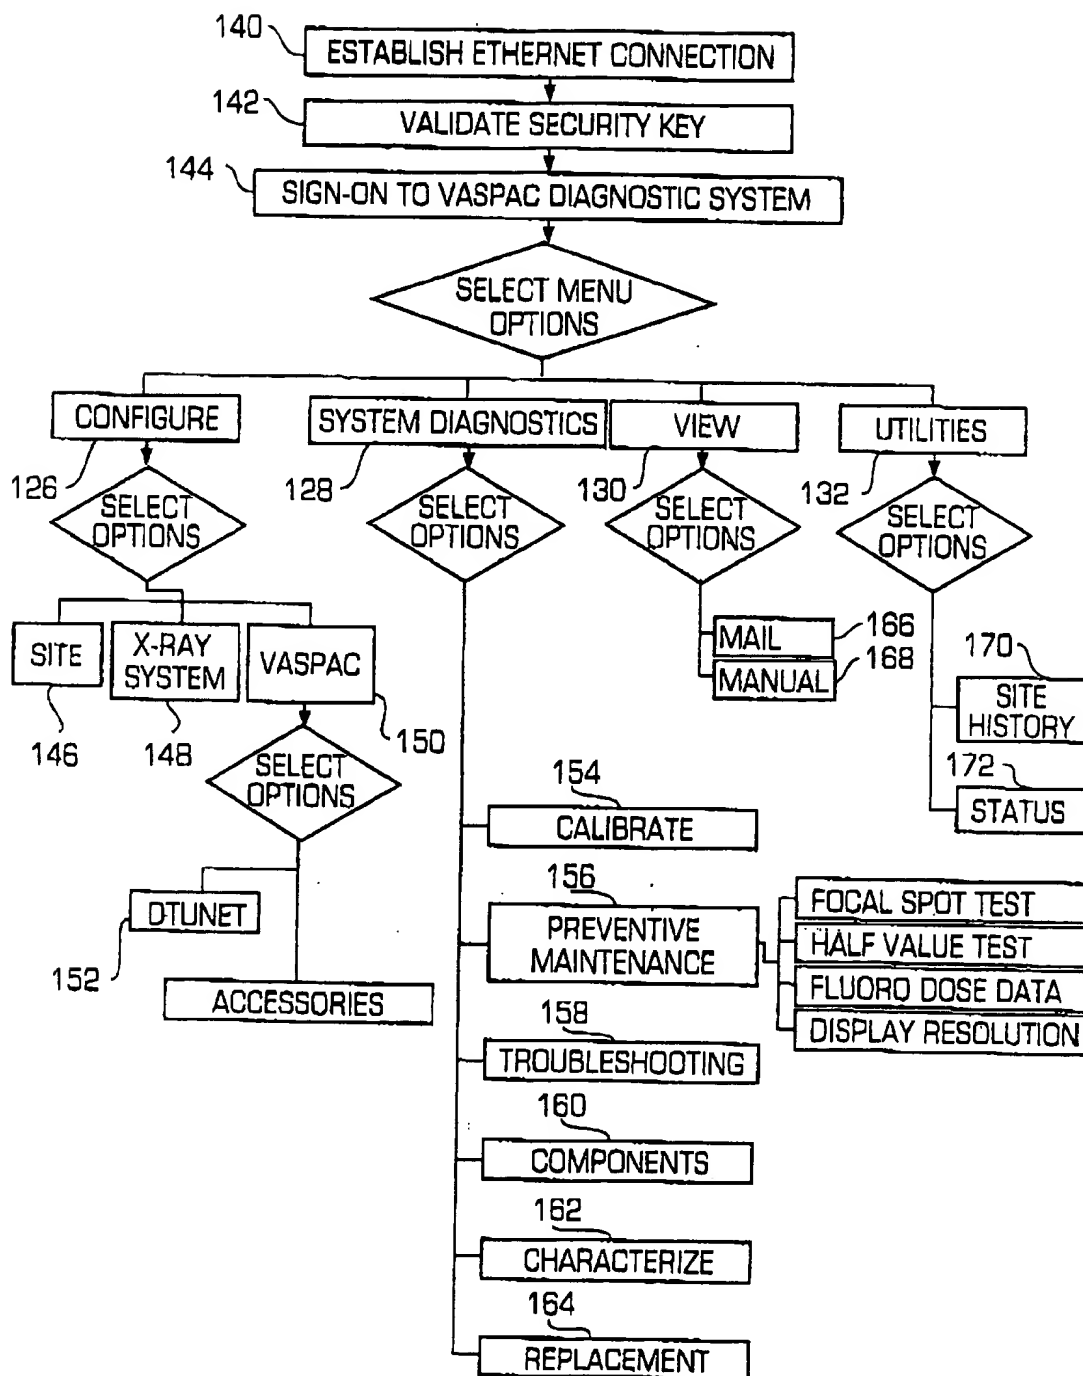 140
ESTABLISH ETHERNET CONNECTION
142
VALIDATE SECURITY KEY
144
SIGN-ON TO VASPAC DIAGNOSTIC SYSTEM
SELECT MENU
OPTIONS
CONFIGURE
SYSTEM DIAGNOSTICS
VIEW
UTILITIES
126
128
130
132
SELECT
OPTIONS
SELECT
OPTIONS
SELECT
OPTIONS
SELECT
OPTIONS
SITE
X-RAY
SYSTEM
VASPAC
146
148
150
MAIL
166
MANUAL
168
170
SITE
HISTORY
172
STATUS
SELECT
OPTIONS
DTUNET
152
ACCESSORIES
154
CALIBRATE
156
PREVENTIVE
MAINTENANCE
FOCAL SPOT TEST
HALF VALUE TEST
FLUORO DOSE DATA
DISPLAY RESOLUTION
158
TROUBLESHOOTING
160
COMPONENTS
162
CHARACTERIZE
164
REPLACEMENT